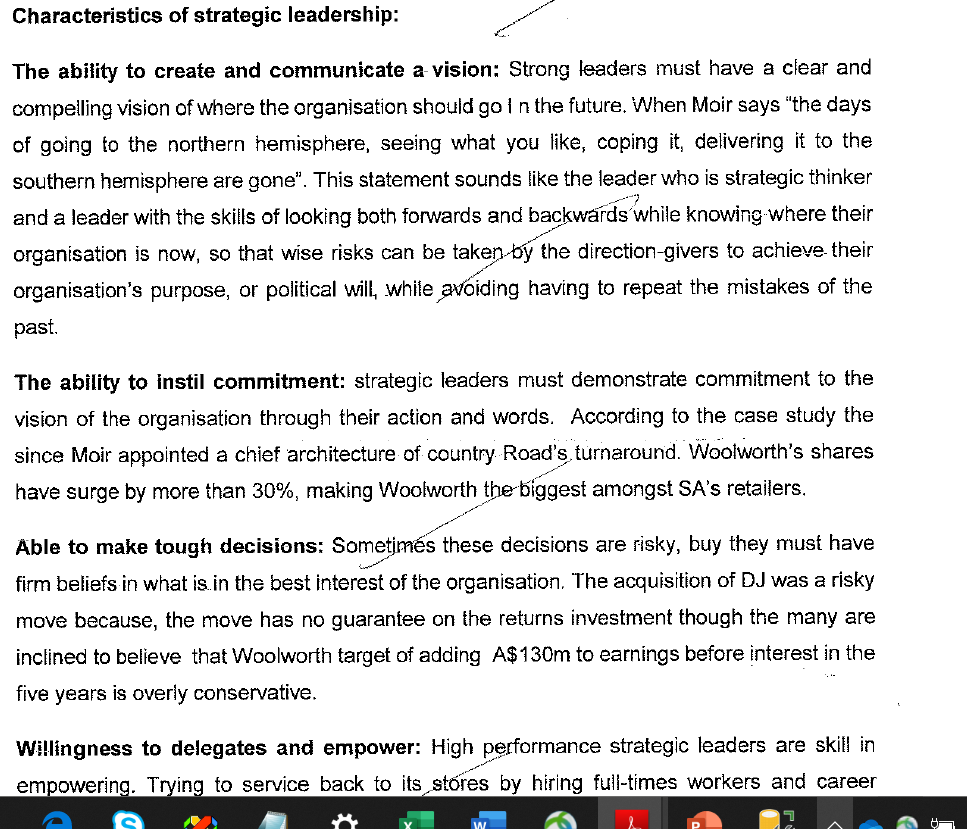 Characteristics of strategic leadership:
The ability to create and communicate a vision: Strong leaders must have a clear and
compelling vision of where the organisation should go I n the future. When Moir says “the days
of going to the northern hemisphere, seeing what you like, coping it, delivering it to the
southern hemisphere are gone”. This statement sounds like the leader who is strategic thinker
and a leader with the skills of looking both forwards and backwards while knowing where their
organisation is now, so that wise risks can be taken by the direction-givers to achieve their
organisation’s purpose, or political will, while avoiding having to repeat the mistakes of the
past.
The ability to instil commitment: strategic leaders must demonstrate commitment to the
vision of the organisation through their action and words. According to the case study the
since Moir appointed a chief architecture of country Road’s turnaround. Woolworth’s shares
have surge by more than 30%, making Woolworth the biggest amongst SA’s retailers.
Able to make tough decisions: Sometimes these decisions are risky, buy they must have
firm beliefs in what is in the best interest of the organisation. The acquisition of DJ was a risky
move because, the move has no guarantee on the returns investment though the many are
inclined to believe that Woolworth target of adding A$130m to earnings before interest in the
five years is overly conservative.
Willingness to delegates and empower: High performance strategic leaders are skill in
empowering. Trying to service back to its stores by hiring full-times workers and career